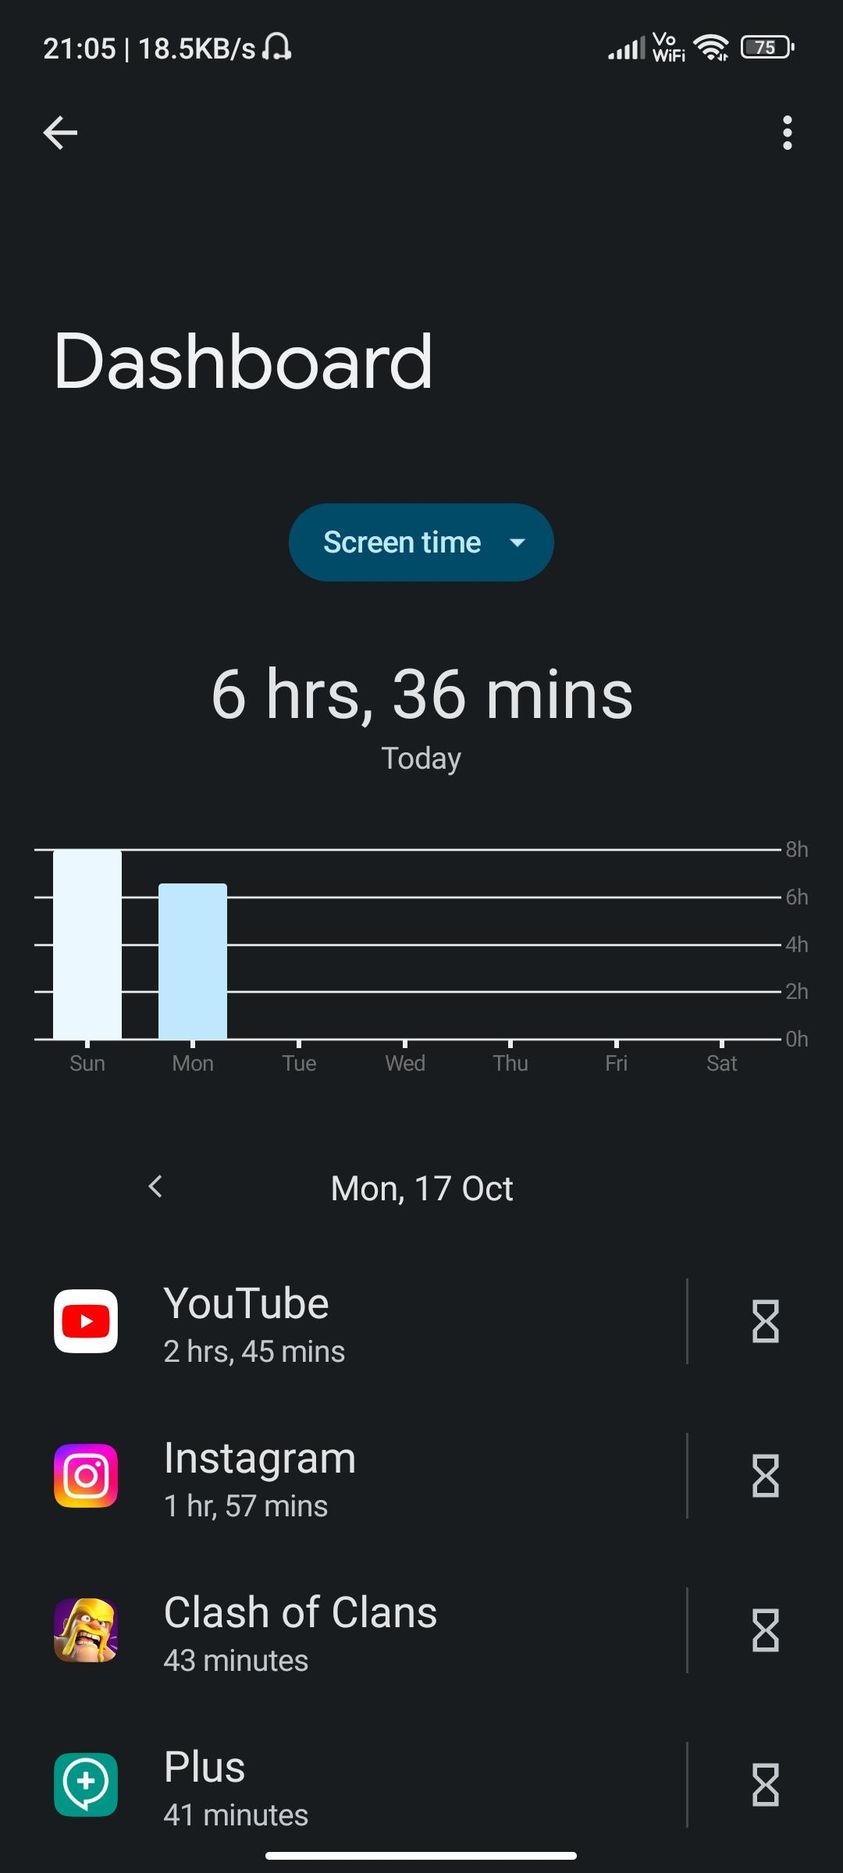 21:05 | 18.5KB/s Vo WiFi 75
Dashboard
Screen time
6 hrs, 36 mins
Today
8h
6h
4h
2h
0h
Sun Mon Tue Wed Thu Fri Sat
Mon, 17 Oct
YouTube
2 hrs, 45 mins
Instagram
1 hr, 57 mins
Clash of Clans
43 minutes
Plus
41 minutes